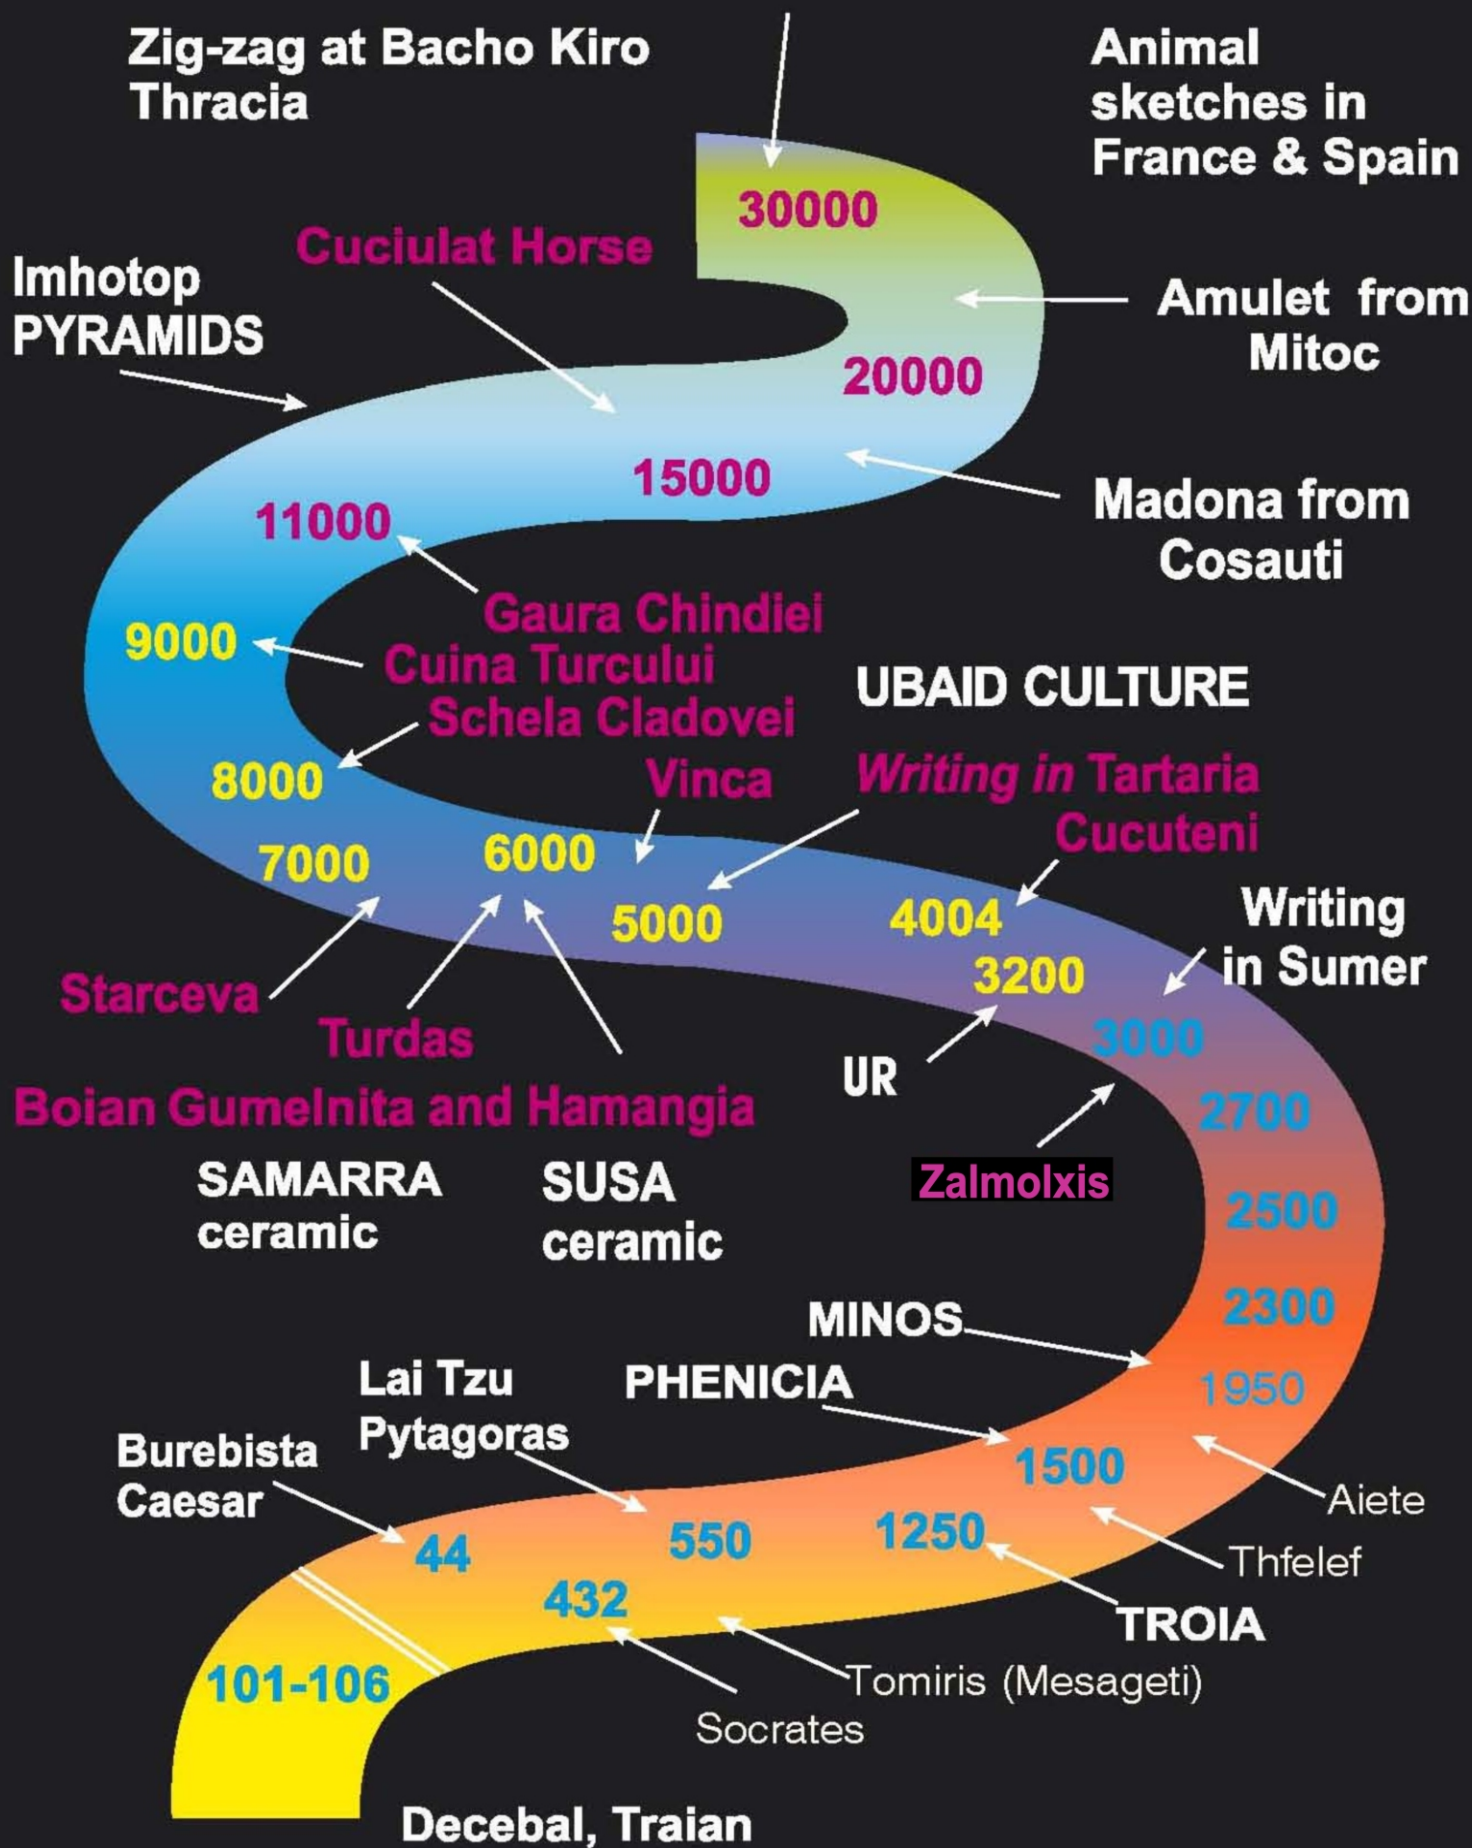 Zig-zag at Bacho Kiro
Thracia
Animal
sketches in
France & Spain
30000
Cuciulat Horse
Imhotop
PYRAMIDS
Amulet from
Mitoc
20000
15000
Madona from
Cosauti
11000
Gaura Chindiei
9000
Cuina Turcului
Schela Cladovei
UBAID CULTURE
8000
Vinca
Writing in Tartaria
Cucuteni
7000
6000
5000
4004
Writing
in Sumer
3200
Starceva
Turdas
3000
UR
Boian Gumelnita and Hamangia
2700
SAMARRA
ceramic
SUSA
ceramic
Zalmolxis
2500
2300
MINOS
Lai Tzu
Pytagoras
PHENICIA
1950
Burebista
Caesar
1500
Aiete
44
550
1250
Thfelef
432
TROIA
101-106
Tomiris (Mesageti)
Socrates
Decebal, Traian